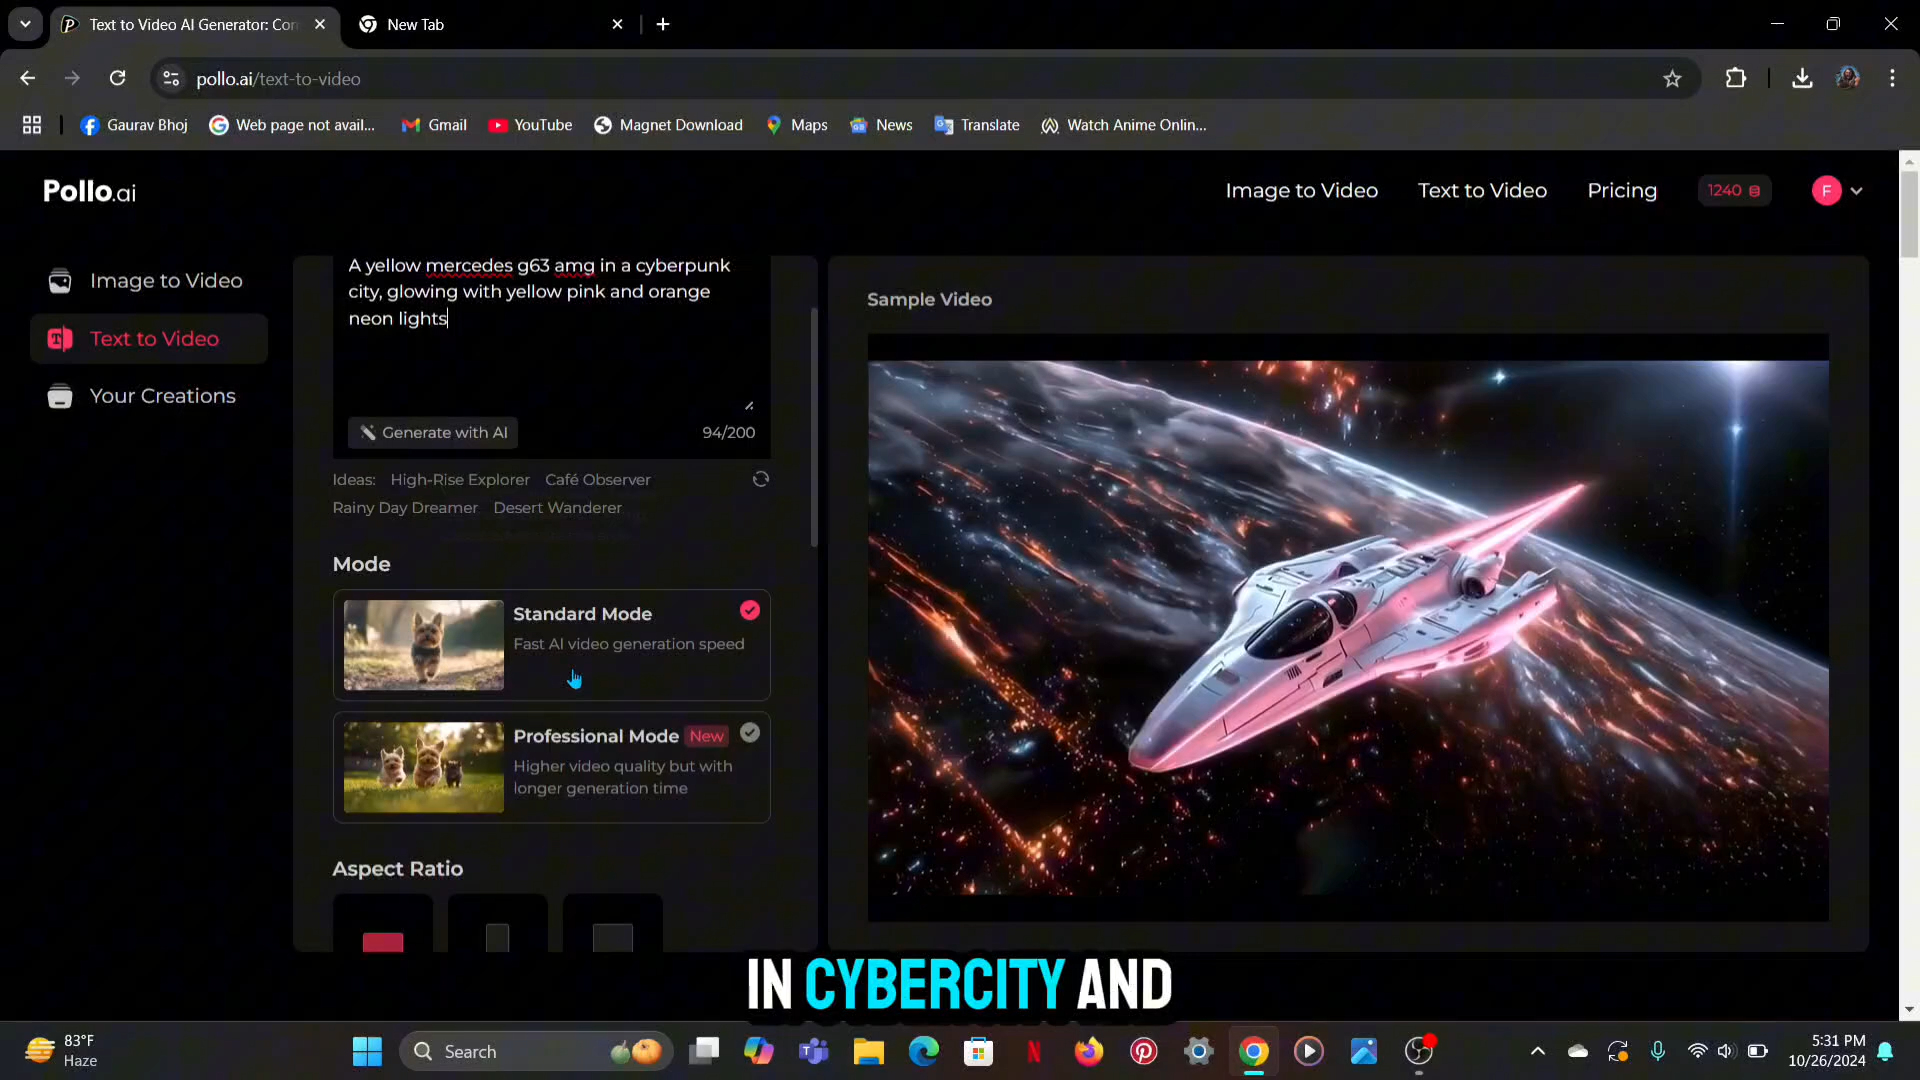 Text to Video AI Generator: Con
New Tab
pollo.ai/text-to-video
Gaurav Bhoj
Web page not avail...
Gmail
YouTube
Magnet Download
Maps
News
Translate
Watch Anime Onlin...
Pollo.ai
Image to Video
Text to Video
Pricing
1240
F
Image to Video
Text to Video
Your Creations
A yellow mercedes g63 amg in a cyberpunk
city, glowing with yellow pink and orange
neon lights
Generate with AI
94/200
Ideas: High-Rise Explorer Café Observer
Rainy Day Dreamer Desert Wanderer
Mode
Standard Mode
Fast AI video generation speed
Professional Mode New
Higher video quality but with
longer generation time
Aspect Ratio
Sample Video
IN CYBERCITY AND
83°F
Haze
Search
5:31 PM
10/26/2024